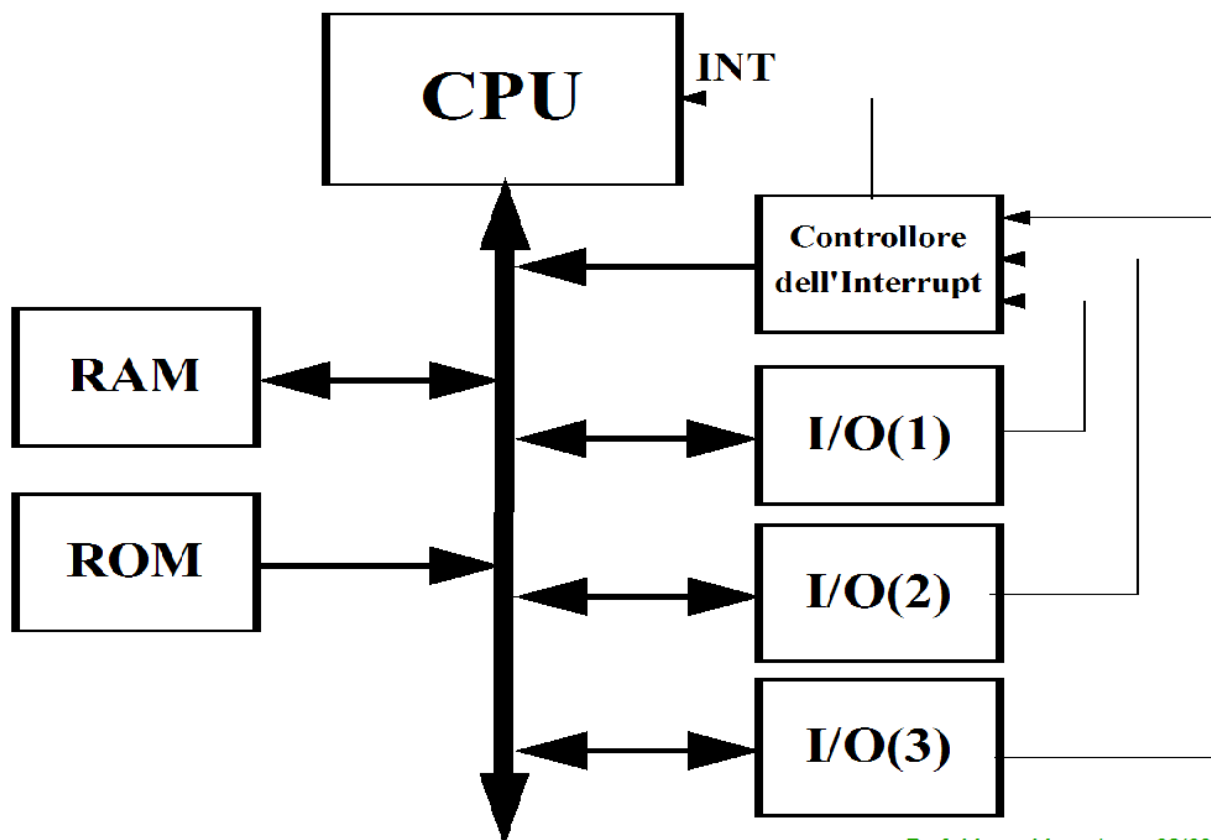 CPU
INT
Controllore
dell'Interrupt
RAM
I/O(1)
ROM
I/O(2)
I/O(3)